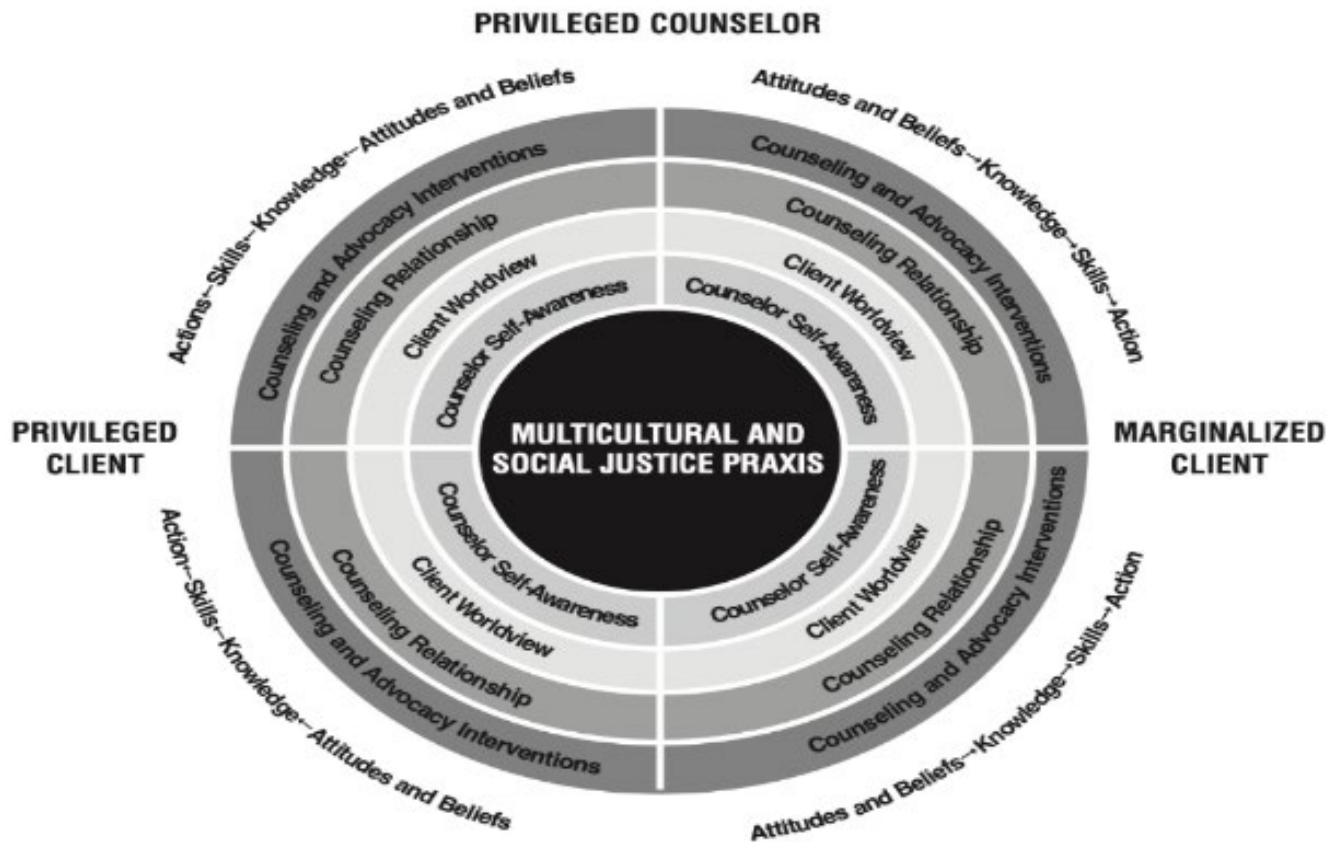 PRIVILEGED COUNSELOR
Actions←Skills←Knowledge←Attitudes and Beliefs
Attitudes and Beliefs→Knowledge→Skills→Action
Counseling and Advocacy Interventions
Counseling Relationship
Client Worldview
Counselor Self-Awareness
Counseling and Advocacy Interventions
Counseling Relationship
Client Worldview
Counselor Self-Awareness
PRIVILEGED
CLIENT
MULTICULTURAL AND
SOCIAL JUSTICE PRAXIS
MARGINALIZED
CLIENT
Counselor Self-Awareness
Client Worldview
Counseling Relationship
Counseling and Advocacy Interventions
Counselor Self-Awareness
Client Worldview
Counseling Relationship
Counseling and Advocacy Interventions
Action←Skills←Knowledge←Attitudes and Beliefs
Attitudes and Beliefs→Knowledge→Skills→Action